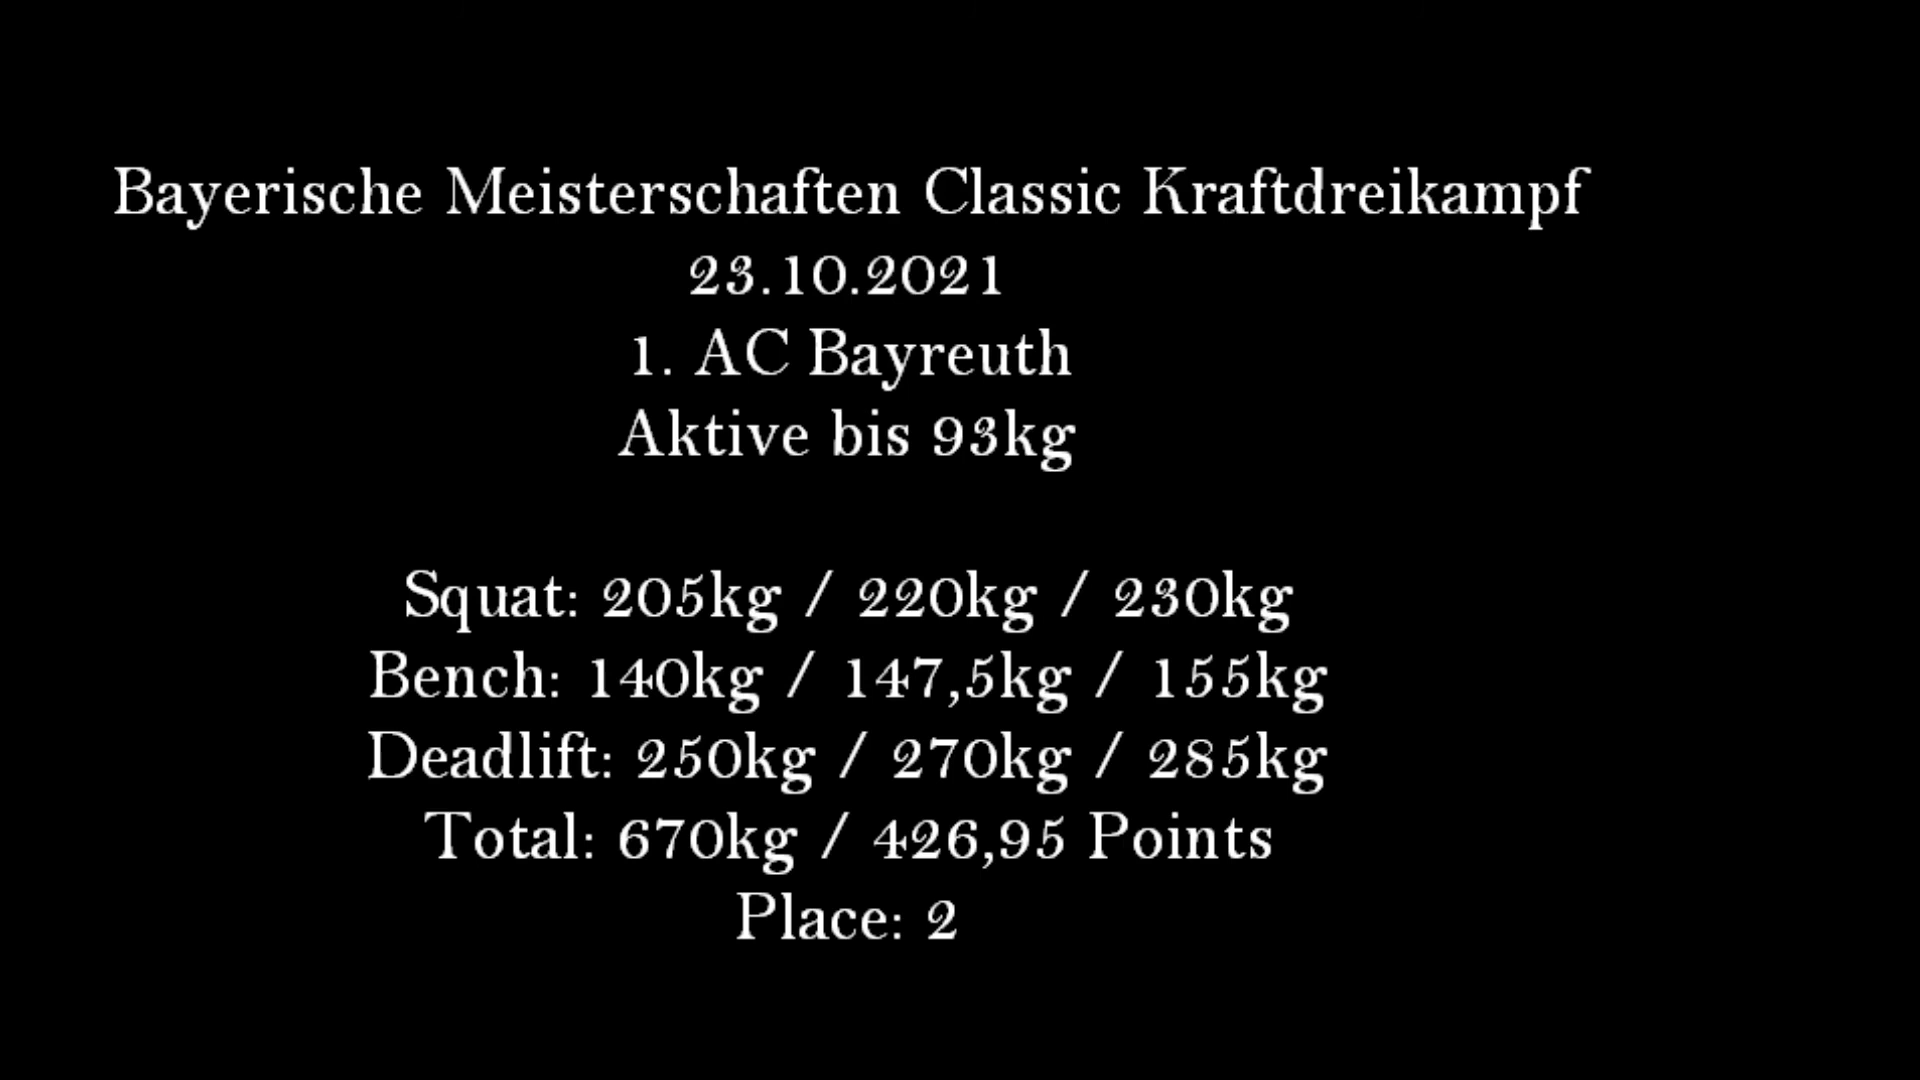 Bayerische Meisterschaften Classic Kraftdreikampf
23.10.2021
1. AC Bayreuth
Aktive bis 93kg
Squat: 205kg / 220kg / 230kg
Bench: 140kg / 147,5kg / 155kg
Deadlift: 250kg / 270kg / 285kg
Total: 670kg / 426,95 Points
Place: 2